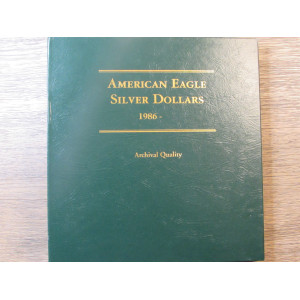 AMERICAN EAGLE
SILVER DOLLARS
1986 -
Archival Quality